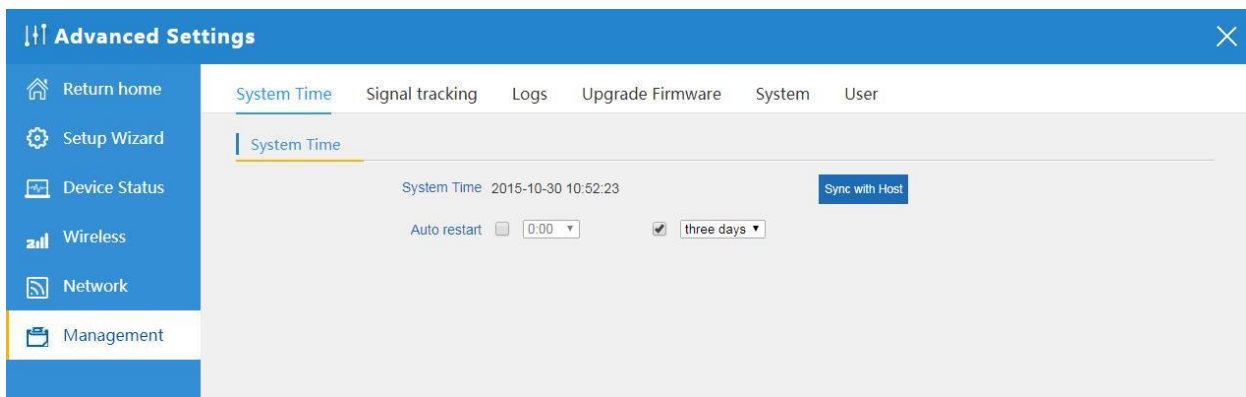 Advanced Settings
Return home
Setup Wizard
Device Status
Wireless
Network
Management
System Time Signal tracking Logs Upgrade Firmware System User
System Time
System Time 2015-10-30 10:52:23 Sync with Host
Auto restart 0:00 three days